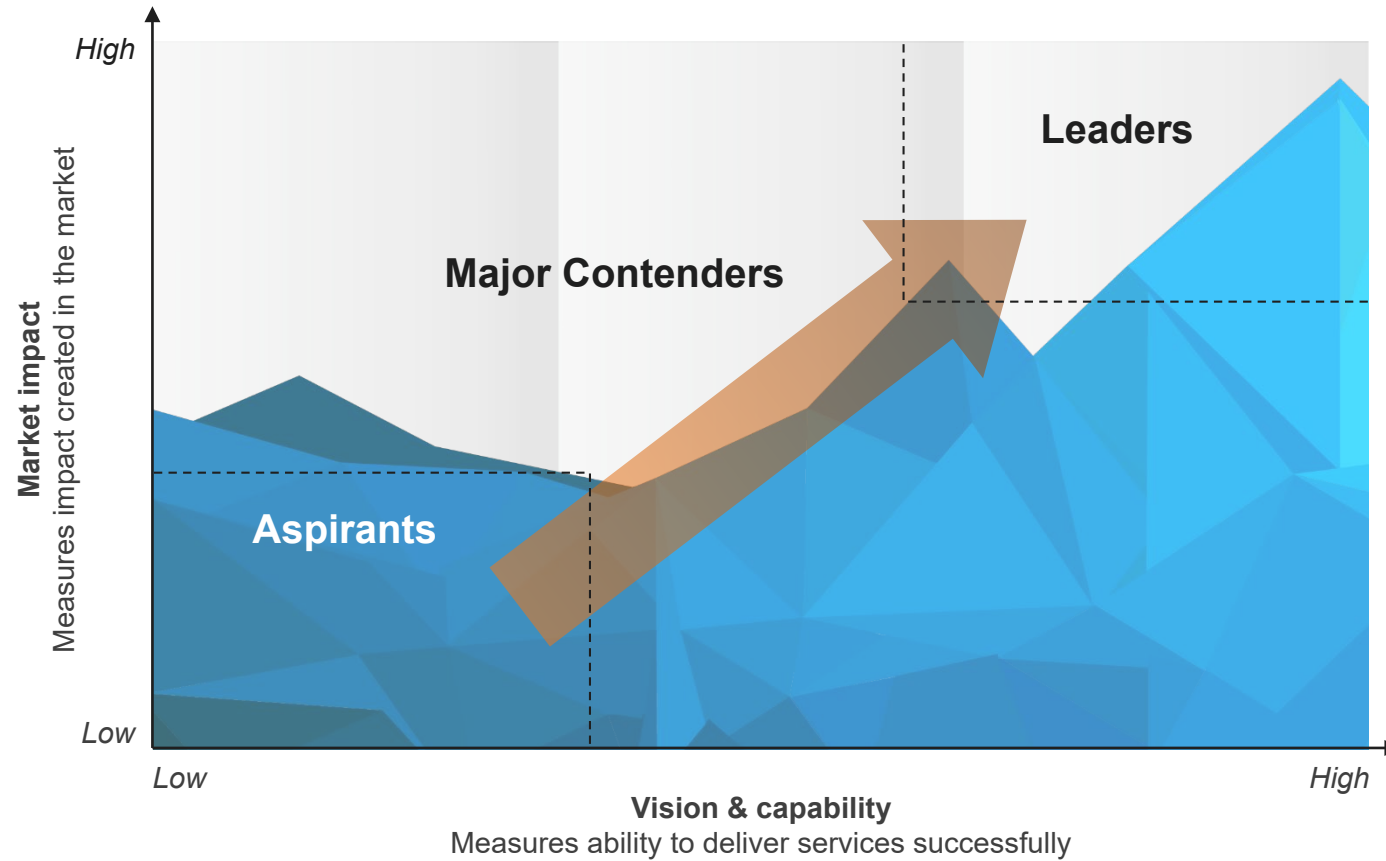 High
Leaders
Major Contenders
Market impact
Measures impact created in the market
Aspirants
Low
Low
High
Vision & capability
Measures ability to deliver services successfully